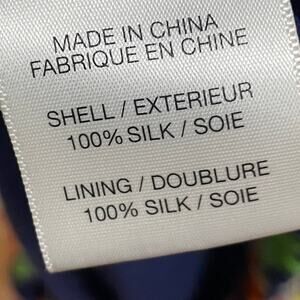 MADE IN CHINA
FABRIQUE EN CHINE
SHELL / EXTERIEUR
100% SILK / SOIE
LINING / DOUBLURE
100% SILK / SOIE